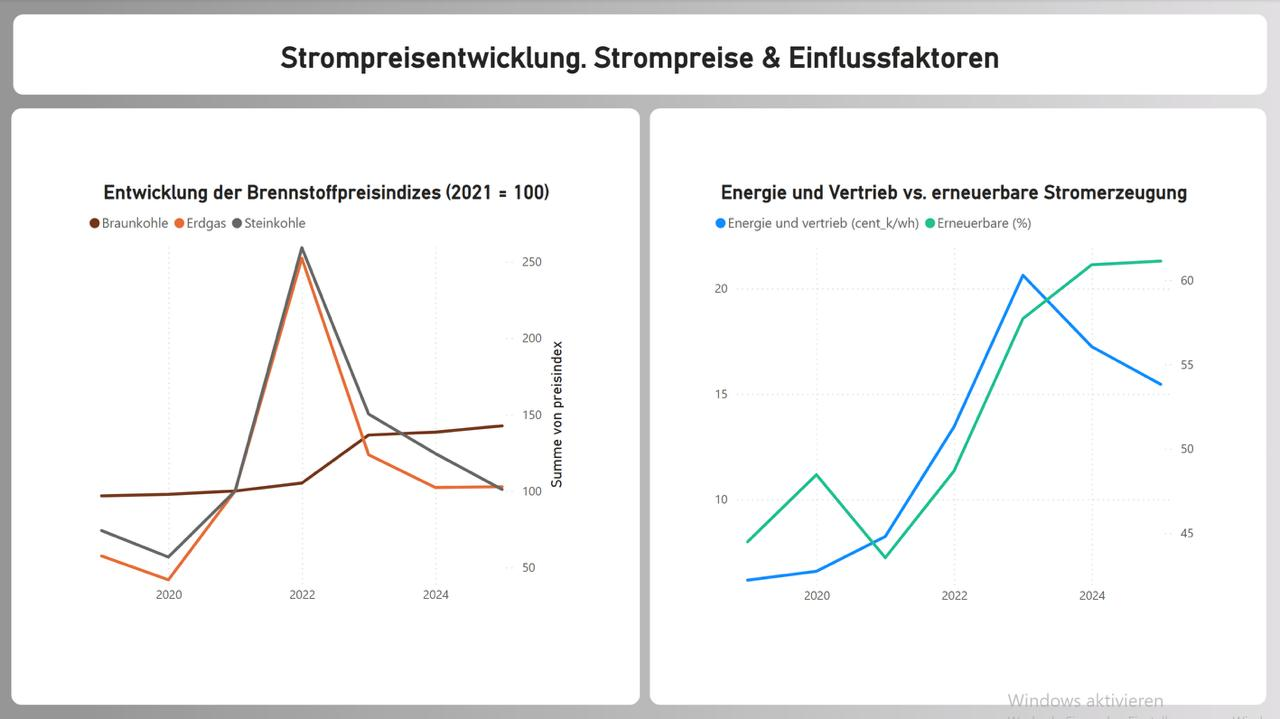 Strompreisentwicklung. Strompreise & Einflussfaktoren
Entwicklung der Brennstoffpreisindizes (2021 = 100)
Braunkohle Erdgas Steinkohle
250
200
150
100
50
Summe von preisindex
2020 2022 2024
Energie und Vertrieb vs. erneuerbare Stromerzeugung
Energie und vertrieb (cent_k/wh) Erneuerbare (%)
20
15
10
60
55
50
45
2020 2022 2024
Windows aktivieren